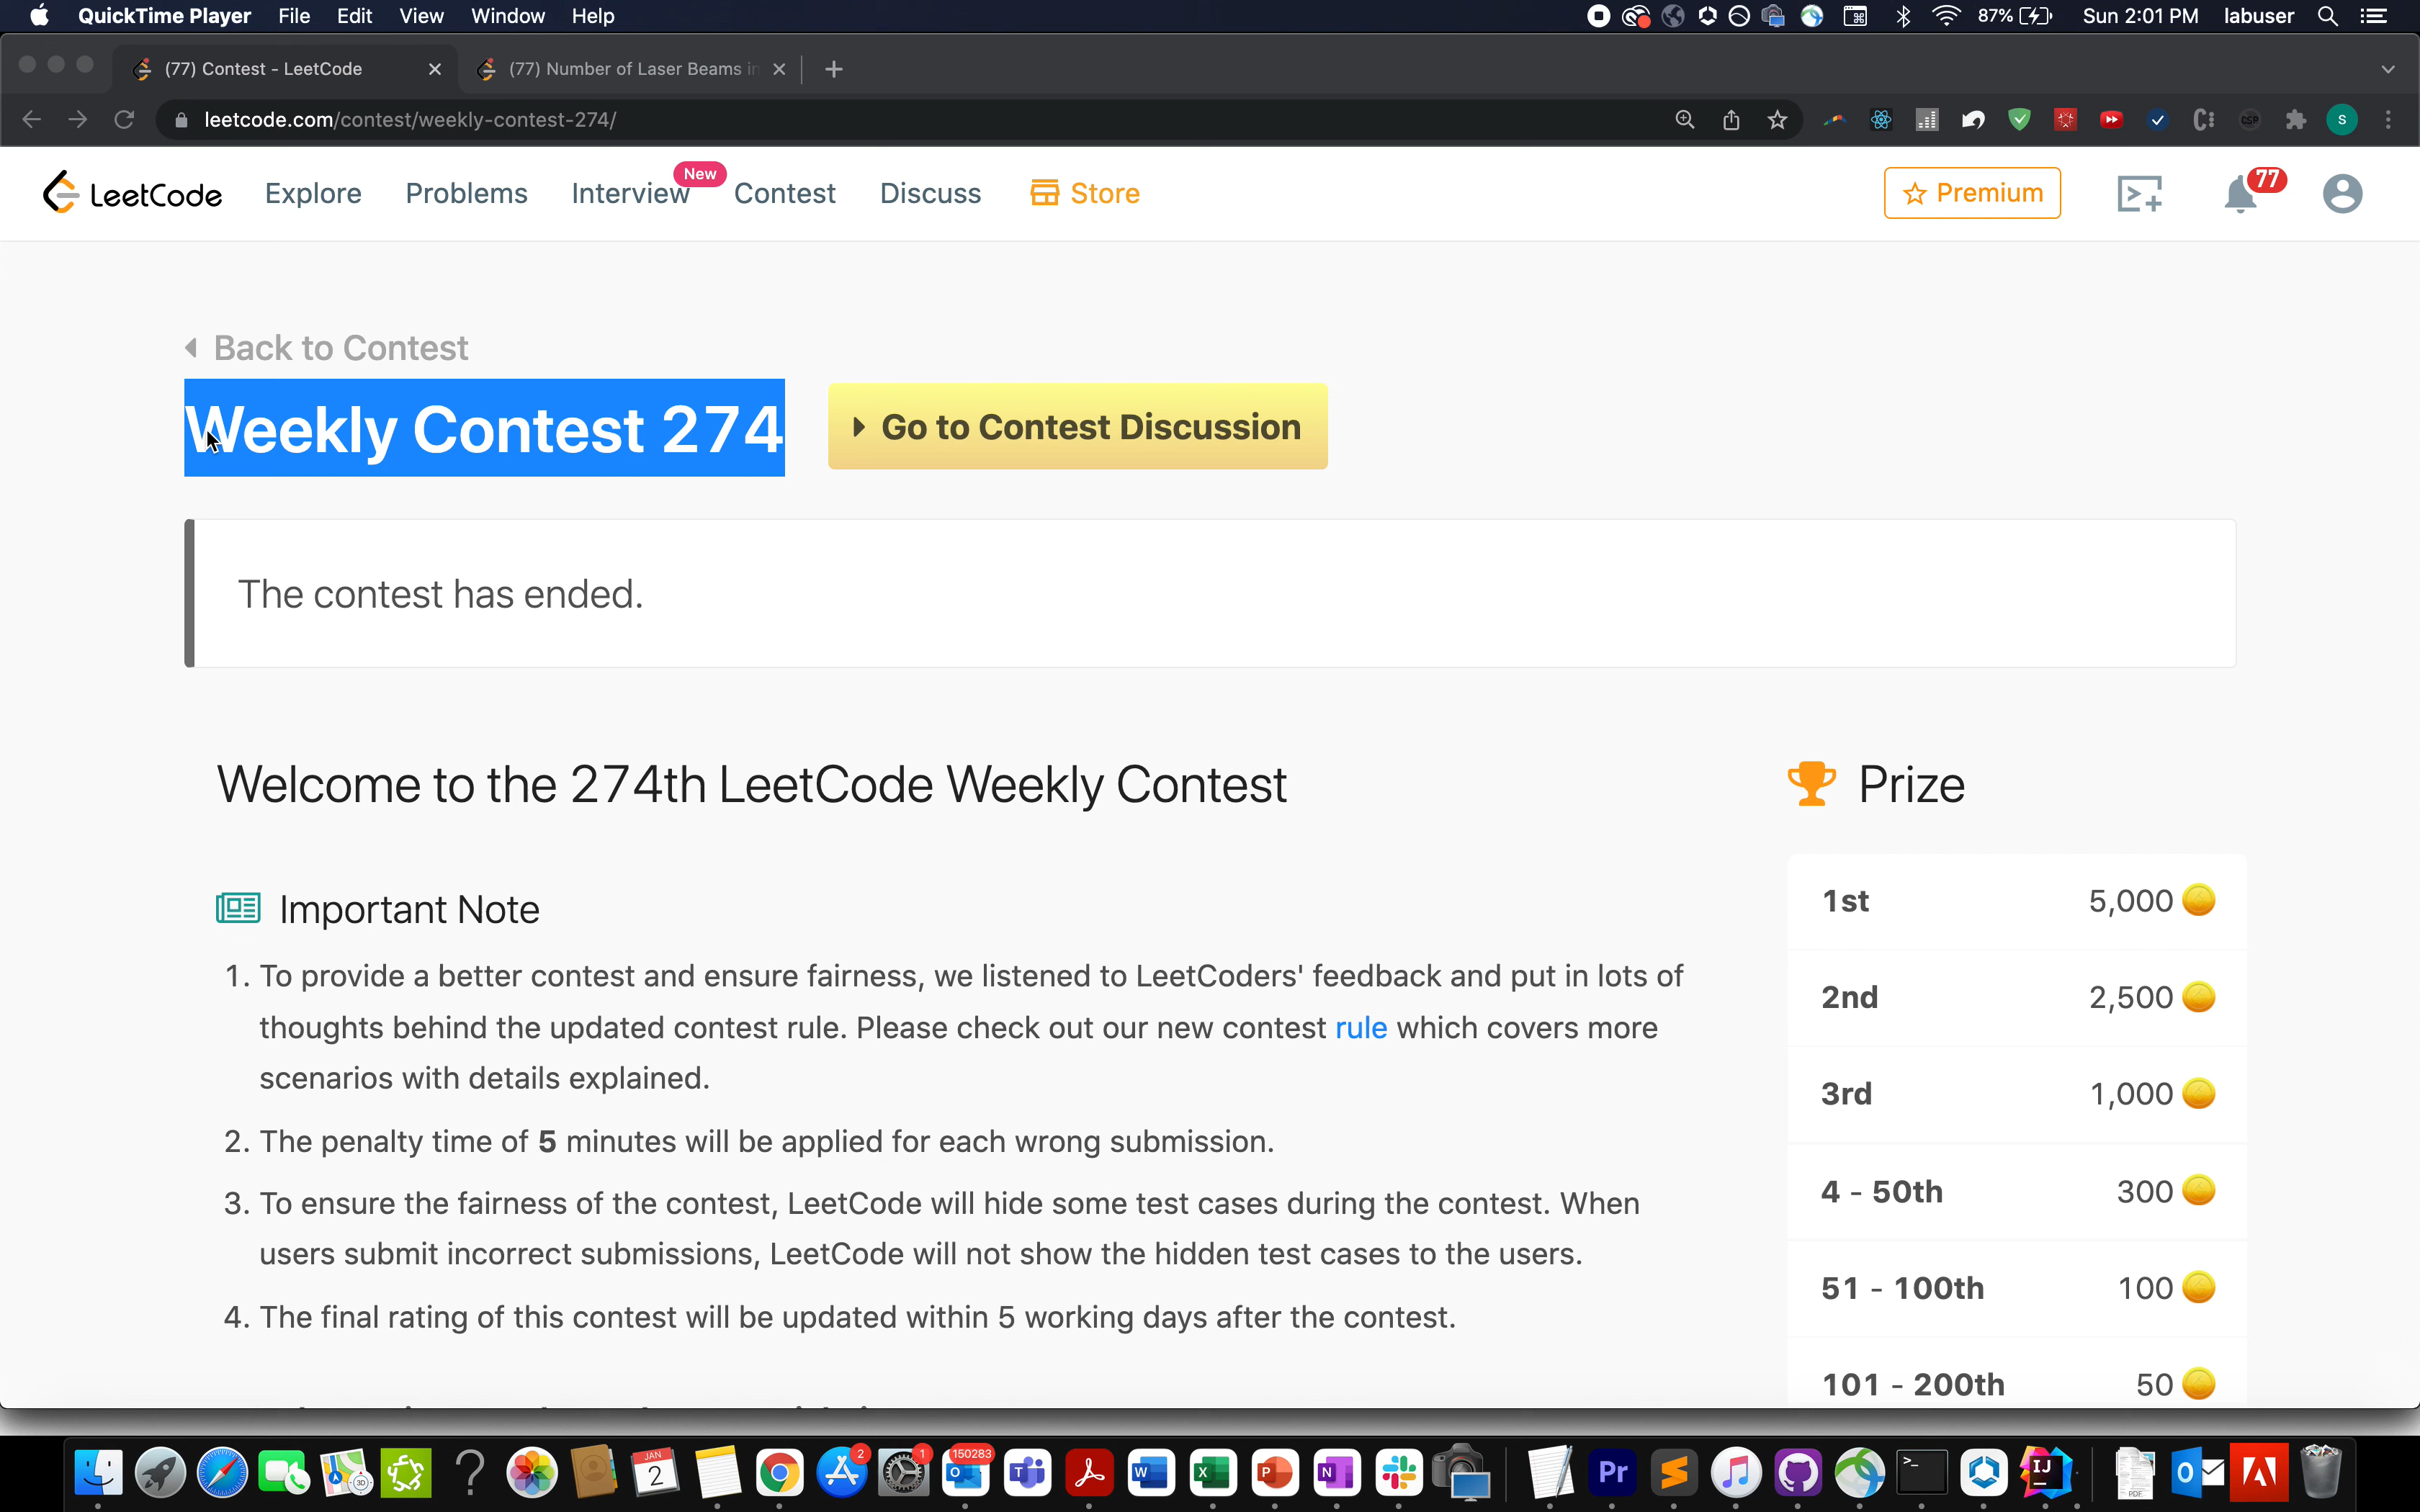 QuickTime Player File Edit View Window Help
87% Sun 2:01 PM labuser
(77) Contest - LeetCode
(77) Number of Laser Beams in
leetcode.com/contest/weekly-contest-274/
CSP
S
LeetCode Explore Problems Interview New Contest Discuss Store
Premium 77
Back to Contest
Weekly Contest 274
Go to Contest Discussion
The contest has ended.
Welcome to the 274th LeetCode Weekly Contest
Important Note
1. To provide a better contest and ensure fairness, we listened to LeetCoders' feedback and put in lots of
thoughts behind the updated contest rule. Please check out our new contest rule which covers more
scenarios with details explained.
2. The penalty time of 5 minutes will be applied for each wrong submission.
3. To ensure the fairness of the contest, LeetCode will hide some test cases during the contest. When
users submit incorrect submissions, LeetCode will not show the hidden test cases to the users.
4. The final rating of this contest will be updated within 5 working days after the contest.
Prize
1st 5,000
2nd 2,500
3rd 1,000
4 - 50th 300
51 - 100th 100
101 - 200th 50
JAN
2
2
1
150283
Pr
IJ
PDF